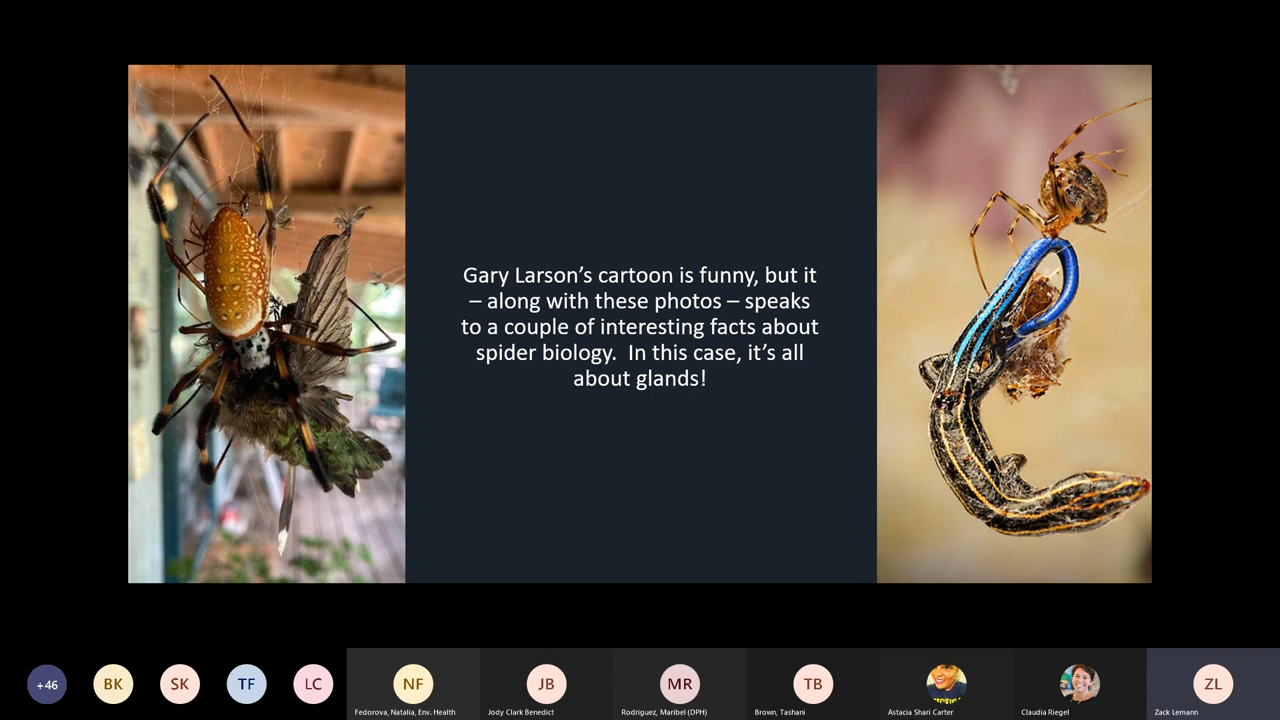 Gary Larson’s cartoon is funny, but it
– along with these photos – speaks
to a couple of interesting facts about
spider biology.  In this case, it’s all
about glands!
+46
BK
SK
TF
LC
NF
JB
MR
TB
ZL
Fedorova, Natalia, Env. Health
Jody Clark Benedict
Rodriguez, Maribel (DPH)
Brown, Tashani
Astacia Shari Carter
Claudia Riegel
Zack Lemann